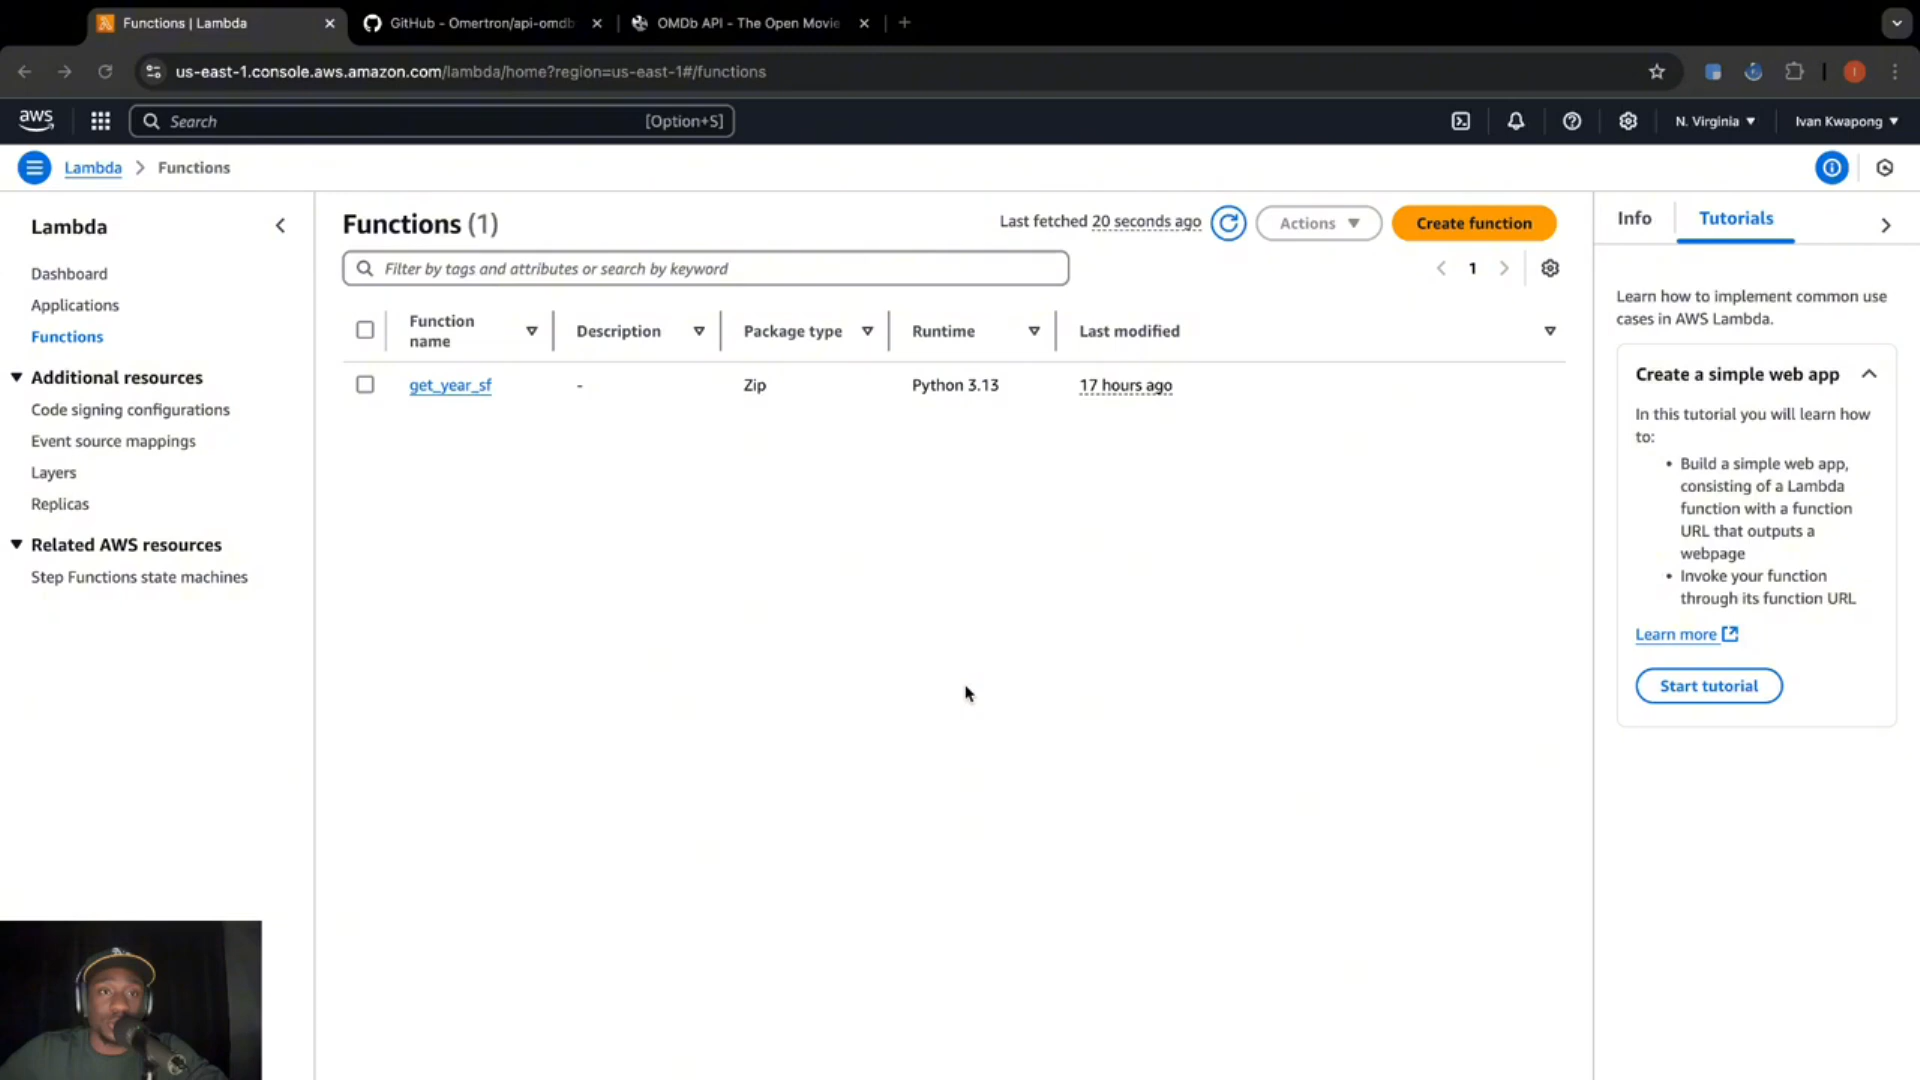 Functions | Lambda
GitHub - Omertron/api-omdb
OMDb API - The Open Movie
us-east-1.console.aws.amazon.com/lambda/home?region=us-east-1#/functions
I
aws
Search
[Option+S]
N. Virginia
Ivan Kwapong
Lambda
Functions
Lambda
Dashboard
Applications
Functions
Additional resources
Code signing configurations
Event source mappings
Layers
Replicas
Related AWS resources
Step Functions state machines
Functions (1)
Last fetched 20 seconds ago
Actions
Create function
Filter by tags and attributes or search by keyword
1
Function name
Description
Package type
Runtime
Last modified
get_year_sf
-
Zip
Python 3.13
17 hours ago
Info
Tutorials
Learn how to implement common use
cases in AWS Lambda.
Create a simple web app
In this tutorial you will learn how
to:
• Build a simple web app,
consisting of a Lambda
function with a function
URL that outputs a
webpage
• Invoke your function
through its function URL
Learn more
Start tutorial